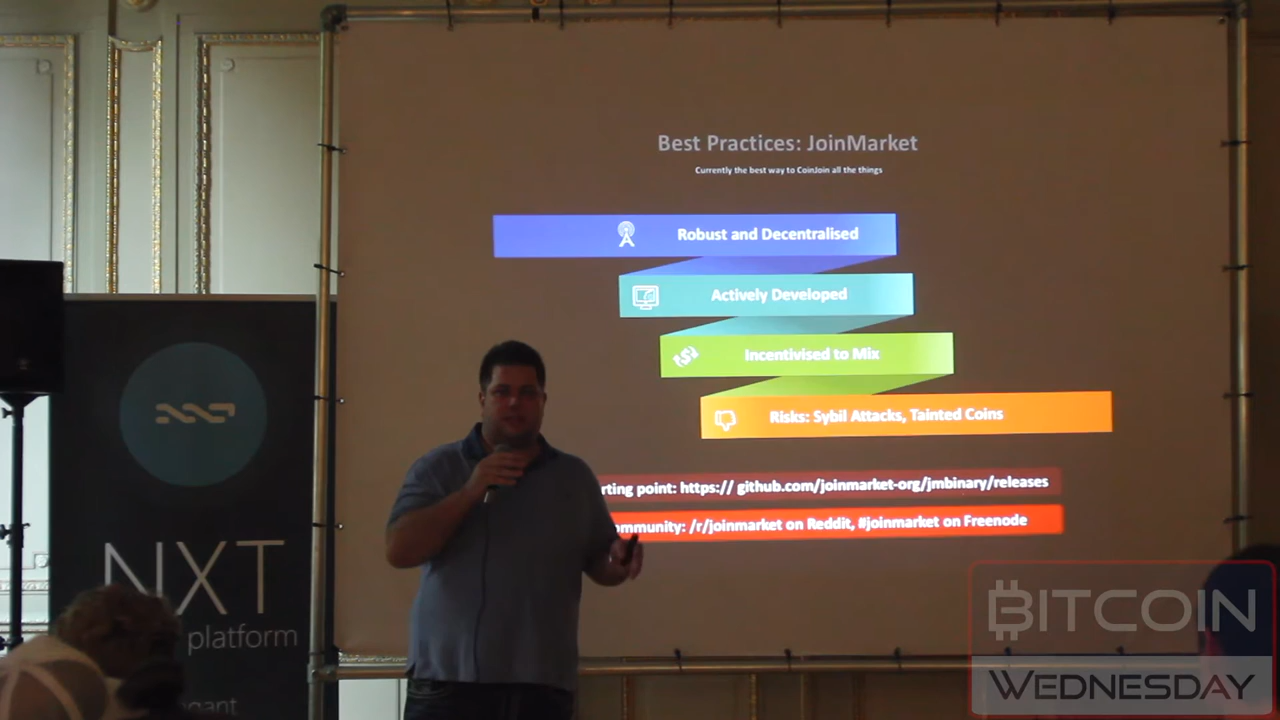 Best Practices: JoinMarket
Currently the best way to CoinJoin all the things
Robust and Decentralised
Actively Developed
Incentivised to Mix
Risks: Sybil Attacks, Tainted Coins
rting point: https:// github.com/joinmarket-org/jmbinary/releases
ommunity: /r/joinmarket on Reddit, #joinmarket on Freenode
NXT
platform
BITCOIN
WEDNESDAY